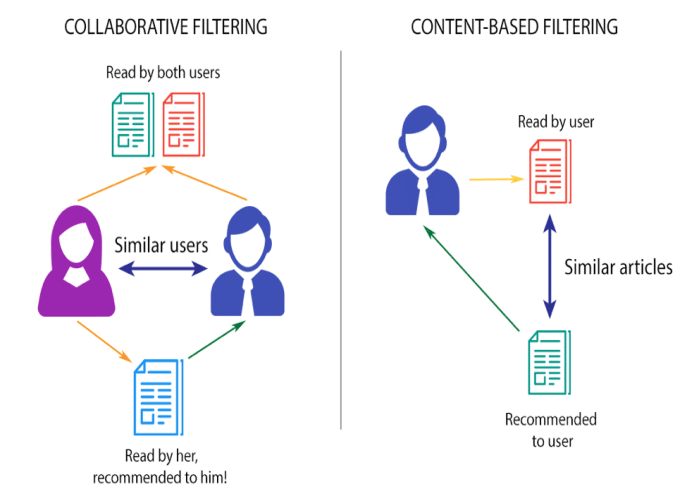 COLLABORATIVE FILTERING
Read by both users
Similar users
Read by her,
recommended to him!
CONTENT-BASED FILTERING
Read by user
Similar articles
Recommended
to user